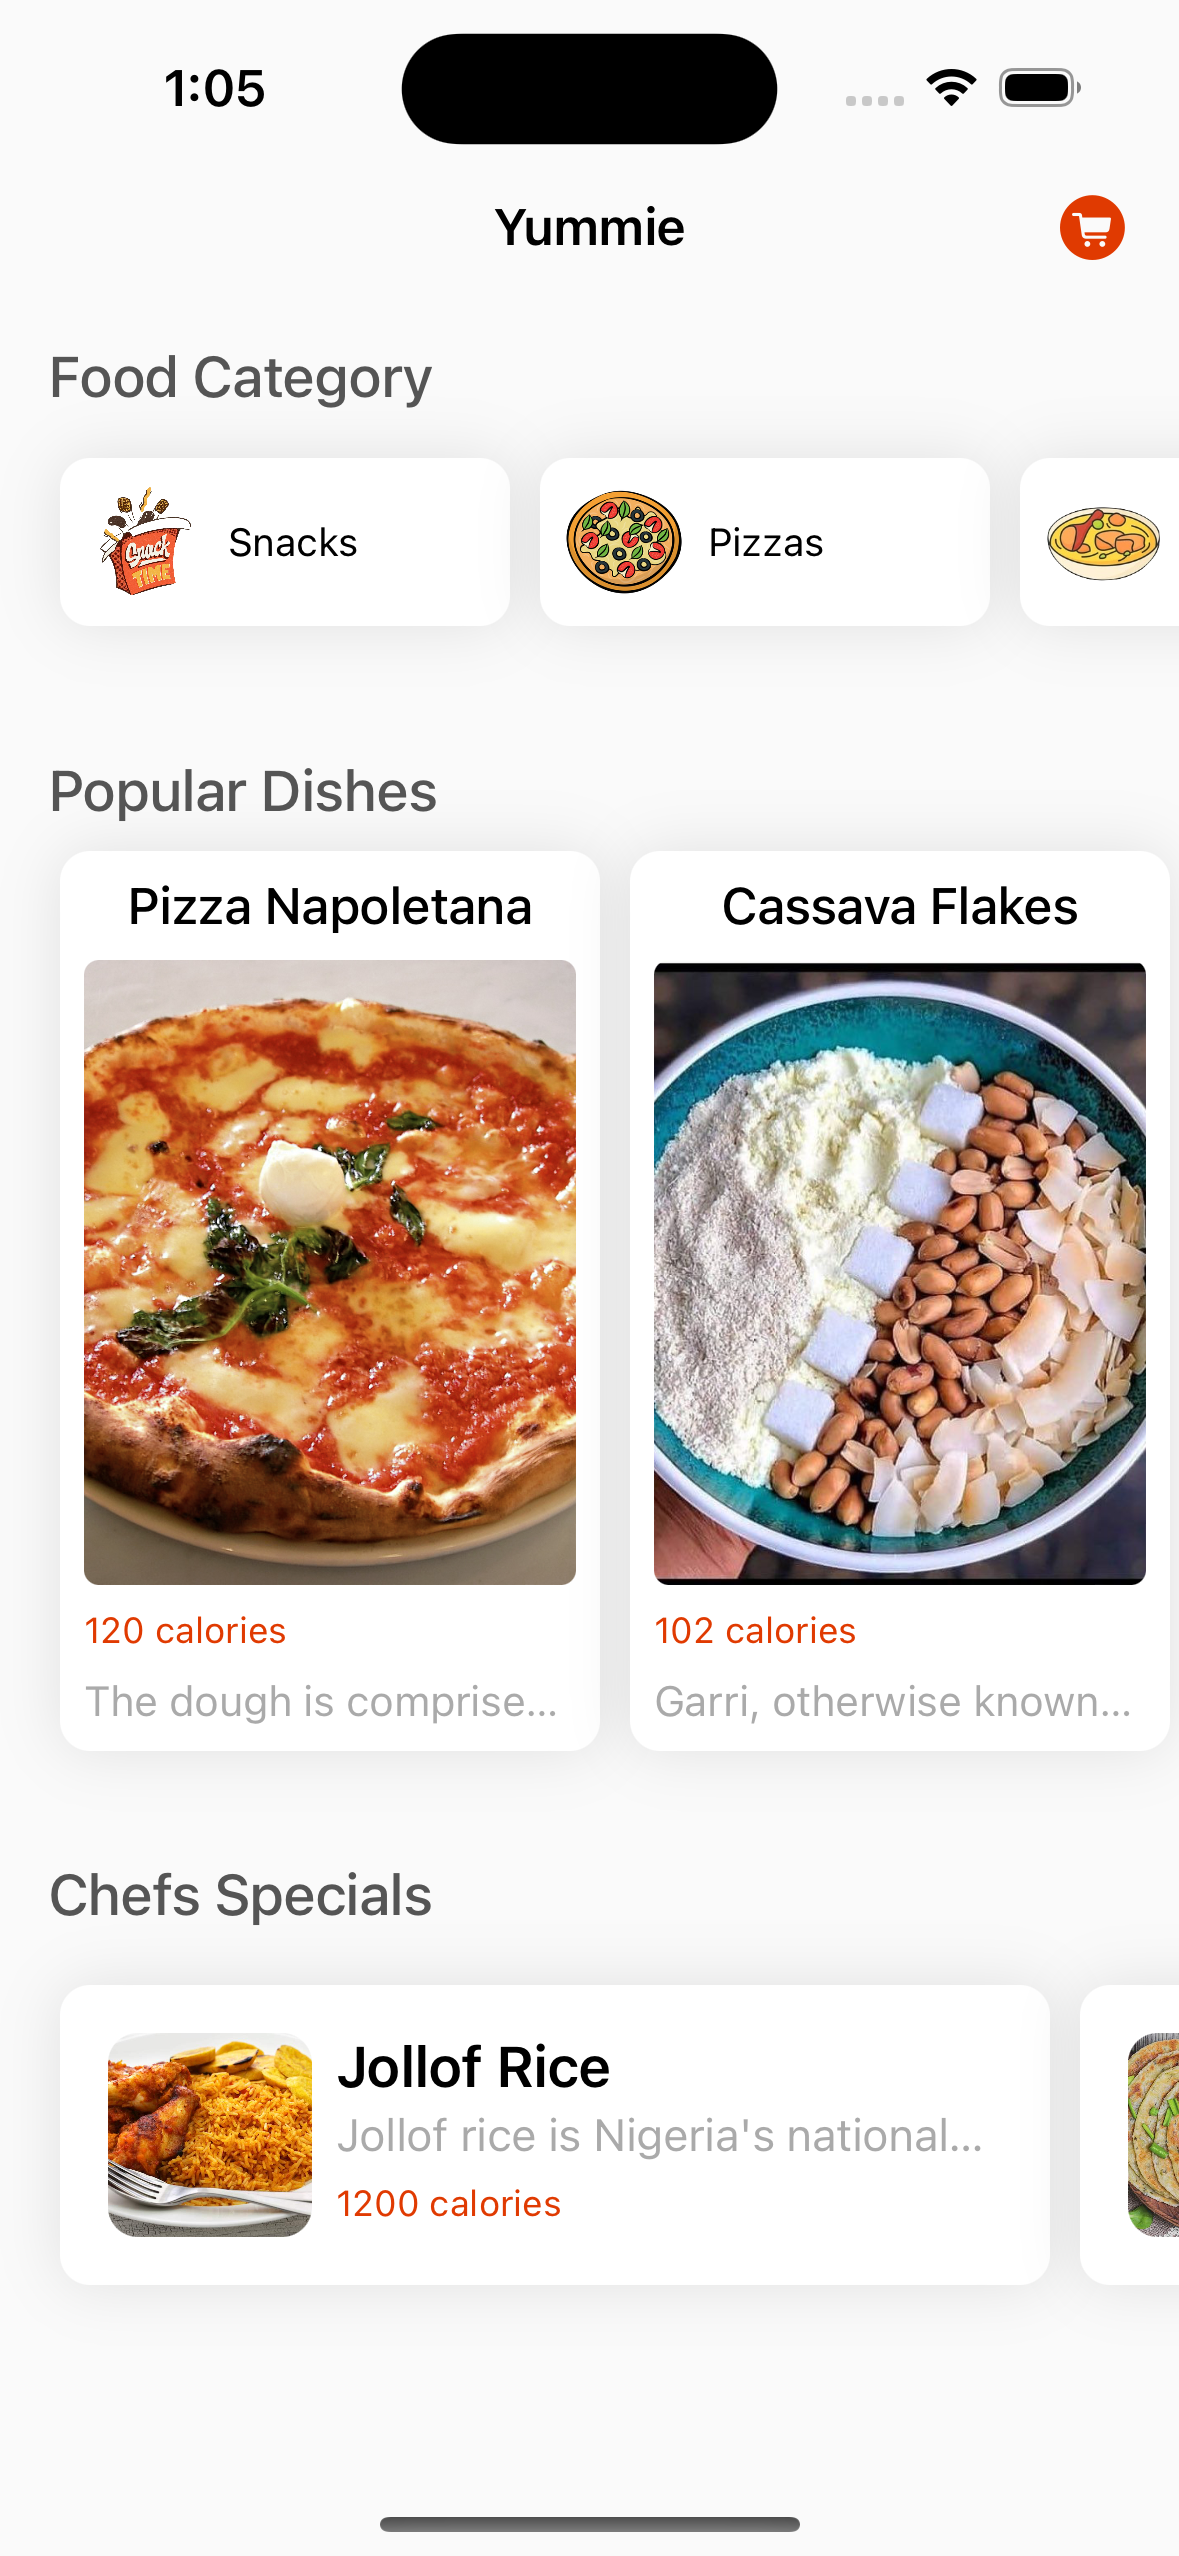 1:05
Yummie
Food Category
Snack
TIME
Snacks
Pizzas
Popular Dishes
Pizza Napoletana
Cassava Flakes
120 calories
102 calories
The dough is comprise...
Garri, otherwise known...
Chefs Specials
Jollof Rice
Jollof rice is Nigeria's national...
1200 calories